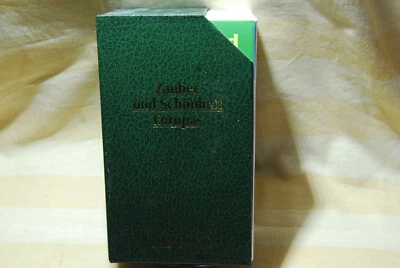 Zauber
und Schönheit
Europas